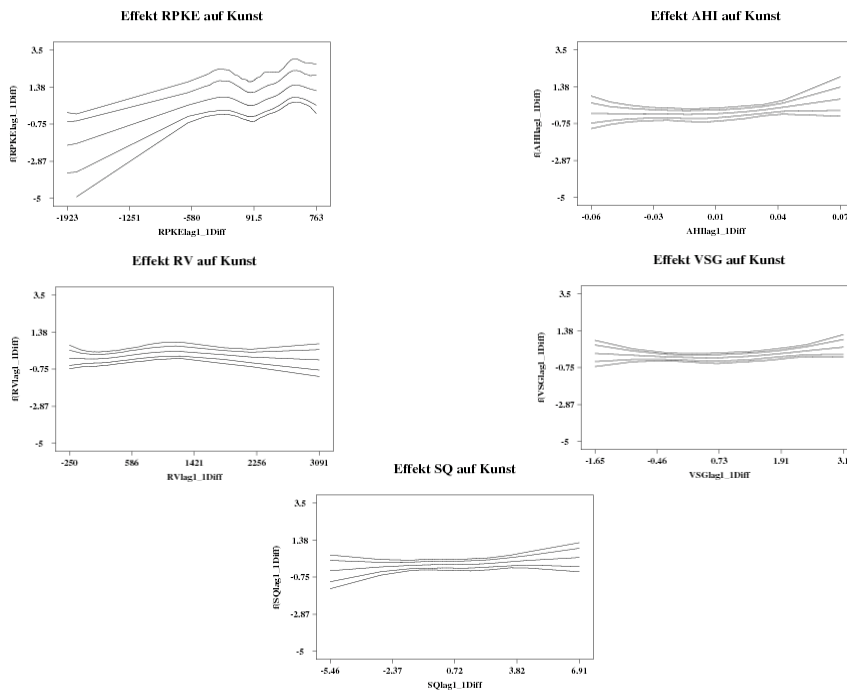 Effekt RPKE auf Kunst
3.5
1.38
-0.75
-2.87
-5
f(RPKElag1_1Diff)
-1923 -1251 -580 91.5 763
RPKElag1_1Diff
Effekt AHI auf Kunst
3.5
1.38
-0.75
-2.87
-5
f(AHIlag1_1Diff)
-0.06 -0.03 0.01 0.04 0.07
AHIlag1_1Diff
Effekt RV auf Kunst
3.5
1.38
-0.75
-2.87
-5
f(RVlag1_1Diff)
-250 586 1421 2256 3091
RVlag1_1Diff
Effekt VSG auf Kunst
3.5
1.38
-0.75
-2.87
-5
f(VSGlag1_1Diff)
-1.65 -0.46 0.73 1.91 3.1
VSGlag1_1Diff
Effekt SQ auf Kunst
3.5
1.38
-0.75
-2.87
-5
f(SQlag1_1Diff)
-5.46 -2.37 0.72 3.82 6.91
SQlag1_1Diff